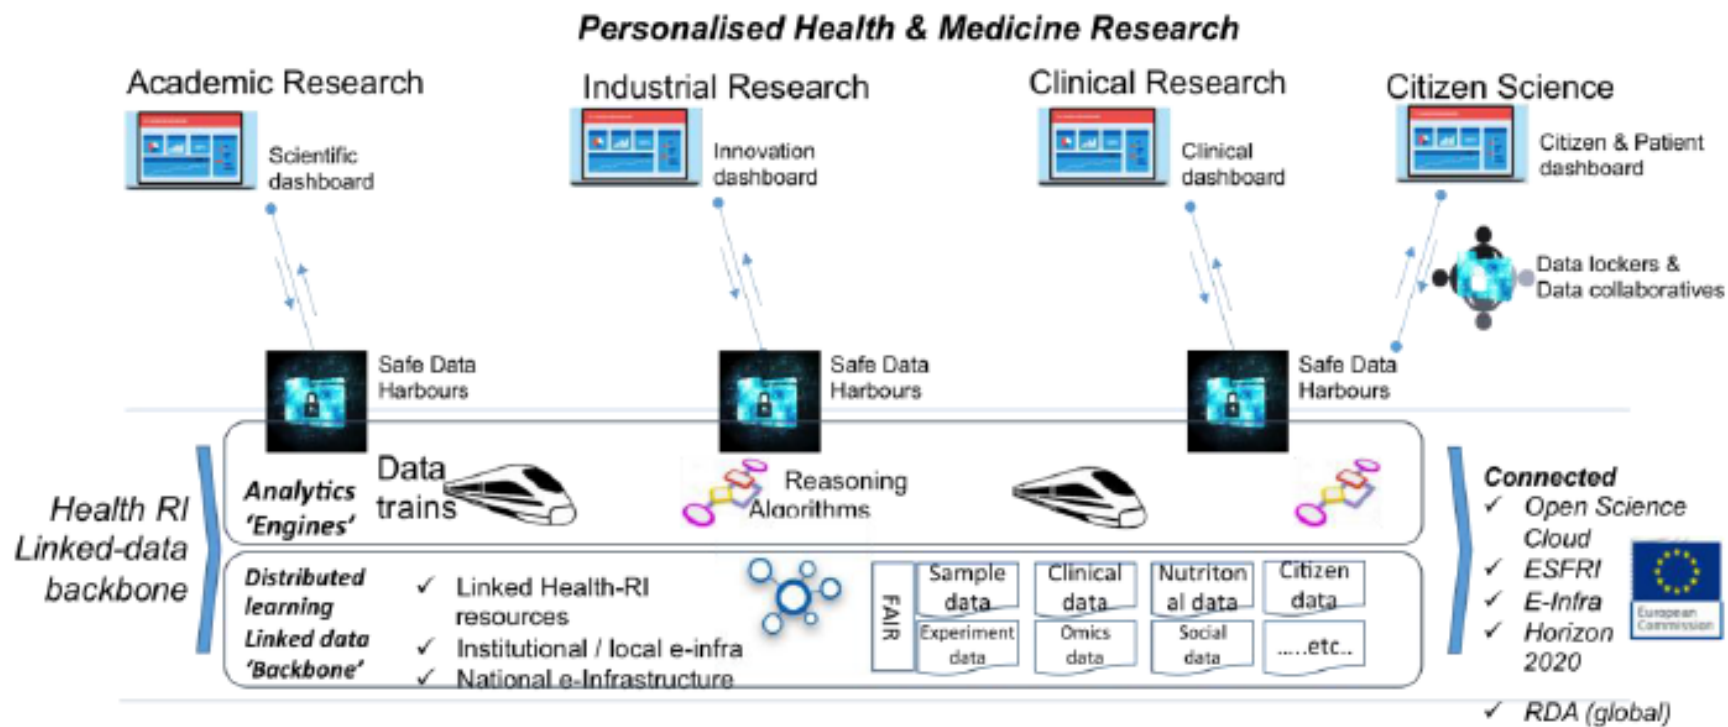 Personalised Health & Medicine Research
Academic Research
Industrial Research
Clinical Research
Citizen Science
Scientific
dashboard
Innovation
dashboard
Clinical
dashboard
Citizen & Patient
dashboard
Data lockers &
Data collaboratives
Safe Data
Harbours
Safe Data
Harbours
Safe Data
Harbours
Health RI
Linked-data
backbone
Analytics
‘Engines’
Data
trains
Reasoning
Algorithms
Distributed
learning
Linked data
‘Backbone’
✓ Linked Health-RI
resources
✓ Institutional / local e-infra
✓ National e-Infrastructure
FAIR
Sample
data
Clinical
data
Nutriton
al data
Citizen
data
Experiment
data
Omics
data
Social
data
.....etc..
Connected
✓ Open Science
Cloud
✓ ESFRI
✓ E-Infra
✓ Horizon
2020
✓ RDA (global)
European
Commission